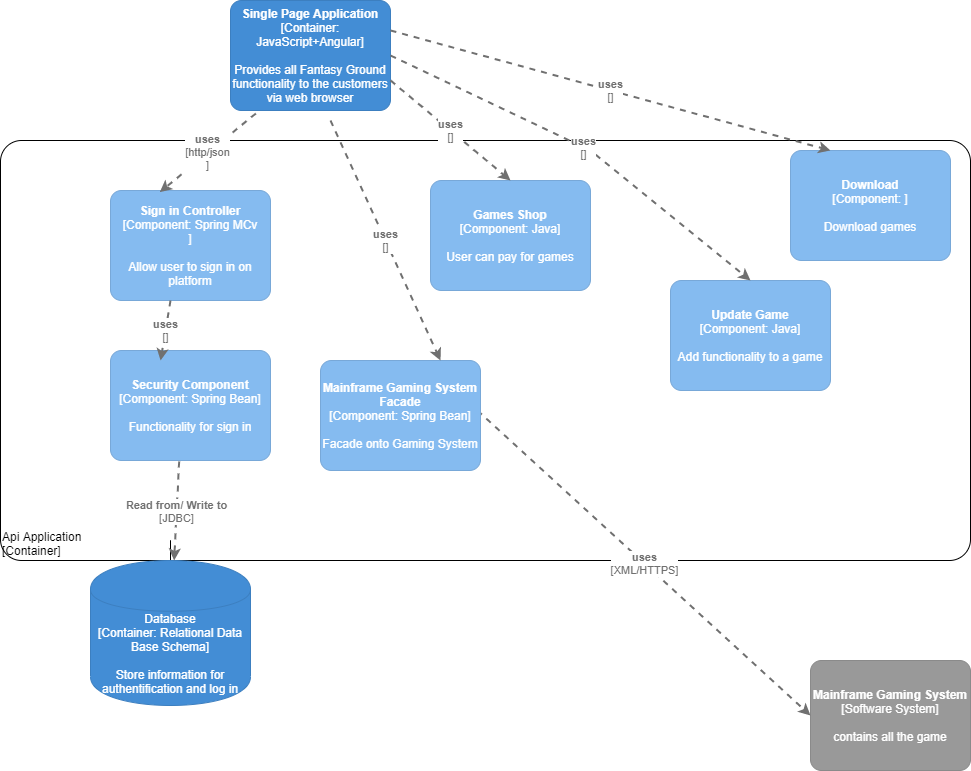 Single Page Application
[Container:
JavaScript+Angular]
Provides all Fantasy Ground
functionality to the customers
via web browser
uses
[]
uses
[]
uses
[]
uses
[http/json
]
uses
[]
Download
[Component: ]
Download games
Sign in Controller
[Component: Spring MCv
]
Allow user to sign in on
platform
Games Shop
[Component: Java]
User can pay for games
Update Game
[Component: Java]
Add functionality to a game
uses
[]
Security Component
[Component: Spring Bean]
Functionality for sign in
Mainframe Gaming System
Facade
[Component: Spring Bean]
Facade onto Gaming System
Read from/ Write to
[JDBC]
Api Application
[Container]
uses
[XML/HTTPS]
Database
[Container: Relational Data
Base Schema]
Store information for
authentification and log in
Mainframe Gaming System
[Software System]
contains all the game